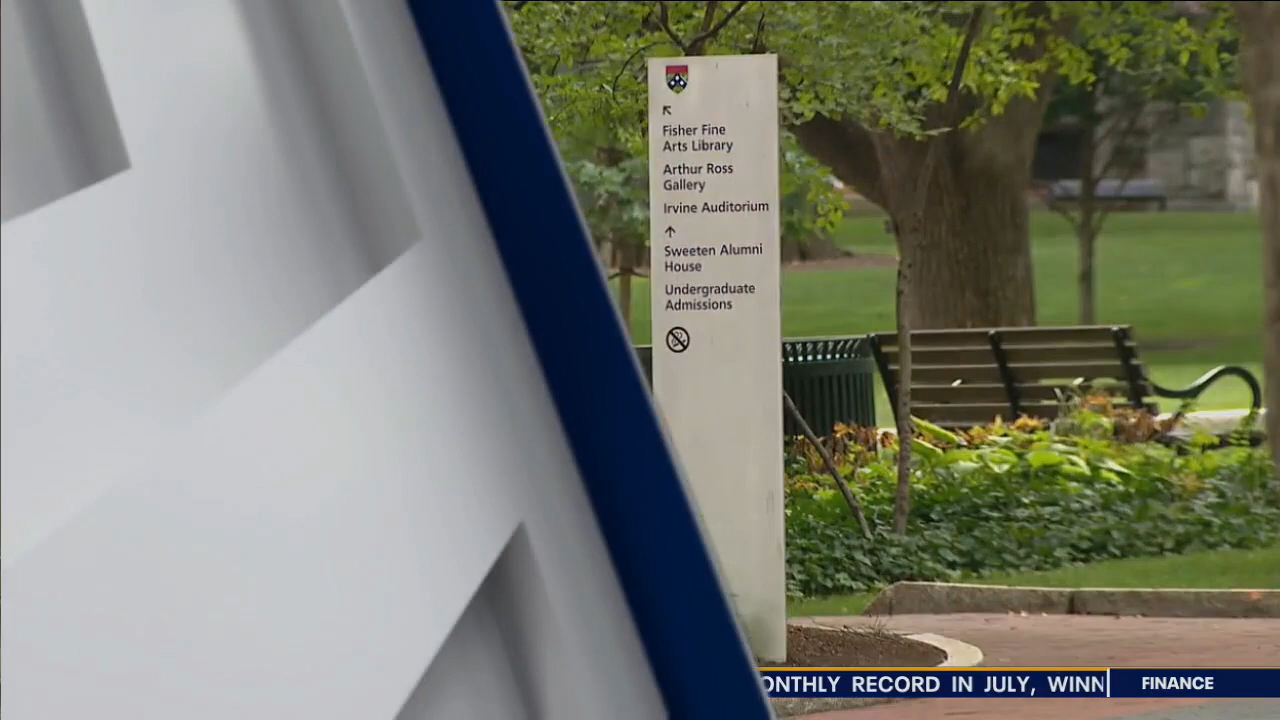 Fisher Fine
Arts Library
Arthur Ross
Gallery
Irvine Auditorium
Sweeten Alumni
House
Undergraduate
Admissions
ONTHLY RECORD IN JULY, WINN
FINANCE